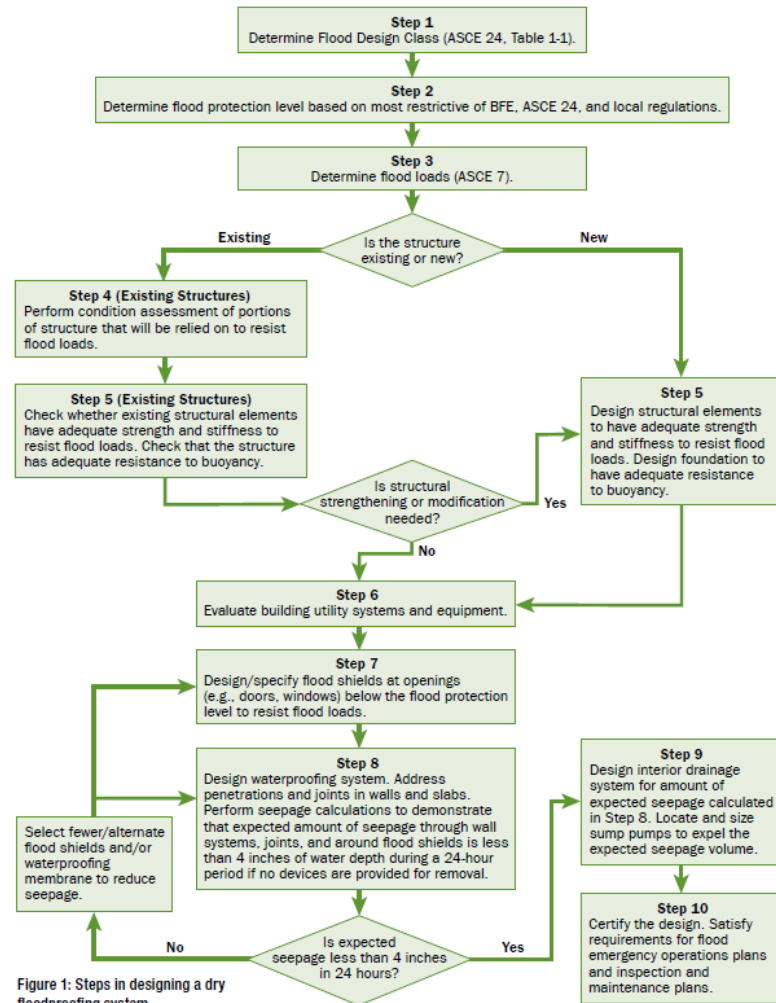 Step 1
Determine Flood Design Class (ASCE 24, Table 1-1).
Step 2
Determine flood protection level based on most restrictive of BFE, ASCE 24, and local regulations.
Step 3
Determine flood loads (ASCE 7).
Is the structure
existing or new?
Existing
New
Step 4 (Existing Structures)
Perform condition assessment of portions
of structure that will be relied on to resist
flood loads.
Step 5 (Existing Structures)
Check whether existing structural elements
have adequate strength and stiffness to
resist flood loads. Check that the structure
has adequate resistance to buoyancy.
Step 5
Design structural elements
to have adequate strength
and stiffness to resist flood
loads. Design foundation to
have adequate resistance
to buoyancy.
Is structural
strengthening or modification
needed?
Yes
No
Step 6
Evaluate building utility systems and equipment.
Step 7
Design/specify flood shields at openings
(e.g., doors, windows) below the flood protection
level to resist flood loads.
Step 8
Design waterproofing system. Address
penetrations and joints in walls and slabs.
Perform seepage calculations to demonstrate
that expected amount of seepage through wall
systems, joints, and around flood shields is less
than 4 inches of water depth during a 24-hour
period if no devices are provided for removal.
Select fewer/alternate
flood shields and/or
waterproofing
membrane to reduce
seepage.
Is expected
seepage less than 4 inches
in 24 hours?
No
Yes
Step 9
Design interior drainage
system for amount of
expected seepage calculated
in Step 8. Locate and size
sump pumps to expel the
expected seepage volume.
Step 10
Certify the design. Satisfy
requirements for flood
emergency operations plans
and inspection and
maintenance plans.
Figure 1: Steps in designing a dry
floodproofing system